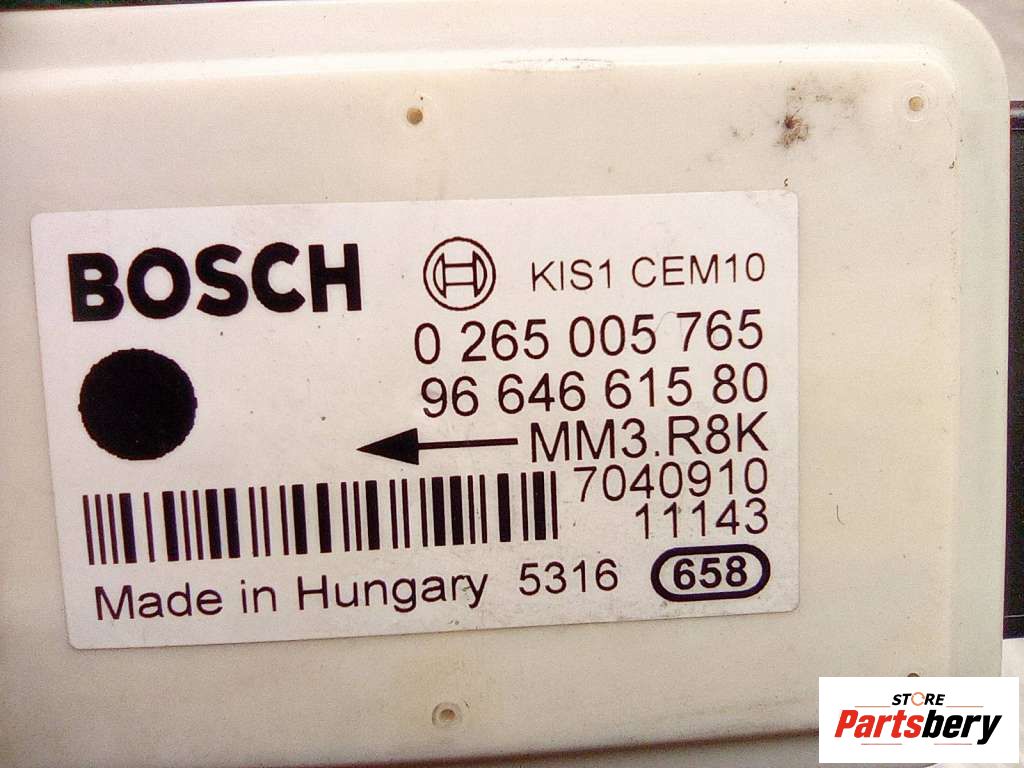 BOSCH
KIS1 CEM10
0 265 005 765
96 646 615 80
MM3.R8K
7040910
11143
Made in Hungary 5316 658
STORE
Partsbery